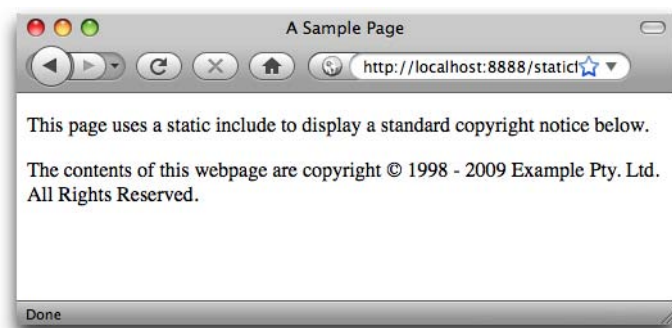 A Sample Page
http://localhost:8888/static
This page uses a static include to display a standard copyright notice below.
The contents of this webpage are copyright © 1998 - 2009 Example Pty. Ltd.
All Rights Reserved.
Done